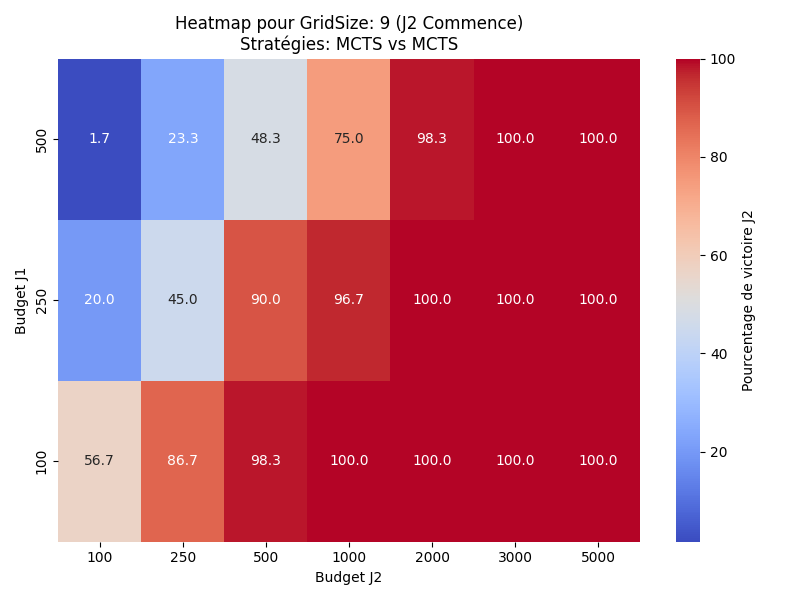 Heatmap pour GridSize: 9 (J2 Commence)
Stratégies: MCTS vs MCTS
Budget J1
500
1.7 23.3 48.3 75.0 98.3 100.0 100.0
250
20.0 45.0 90.0 96.7 100.0 100.0 100.0
100
56.7 86.7 98.3 100.0 100.0 100.0 100.0
100 250 500 1000 2000 3000 5000
Budget J2
100
80
60
40
20
Pourcentage de victoire J2